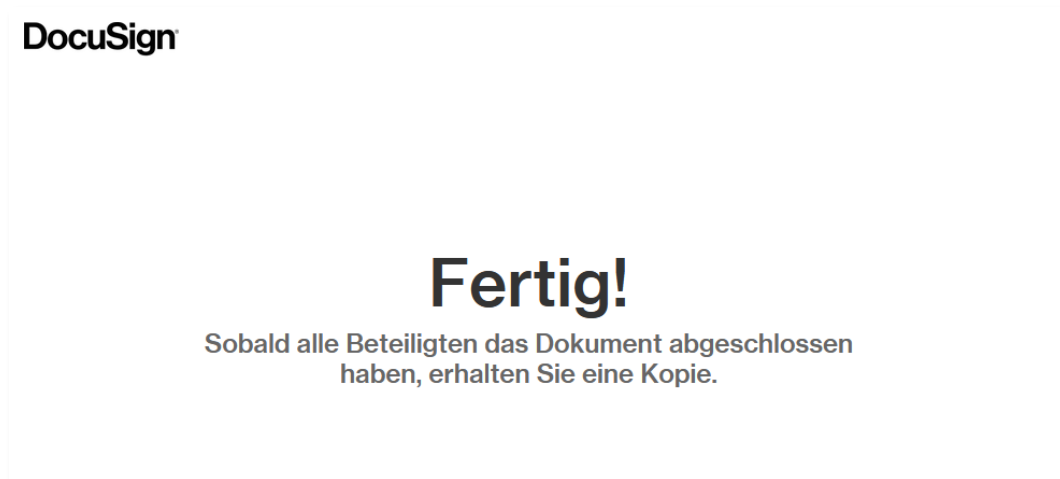 DocuSign
Fertig!
Sobald alle Beteiligten das Dokument abgeschlossen
haben, erhalten Sie eine Kopie.